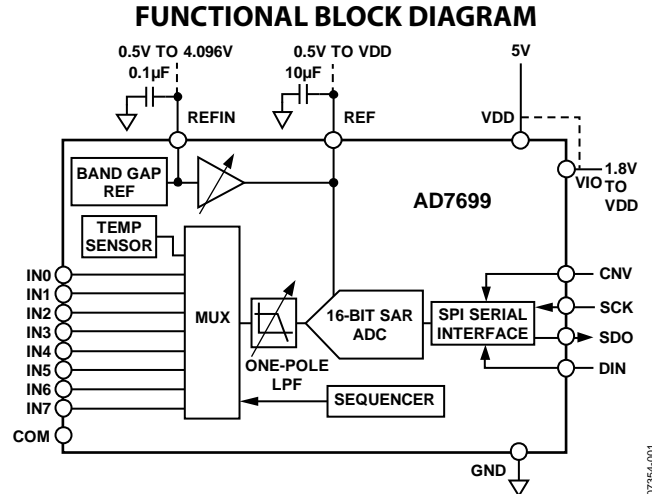 FUNCTIONAL BLOCK DIAGRAM
0.5V TO 4.096V
0.1µF
0.5V TO VDD
10µF
5V
REFIN
REF
VDD
BAND GAP
REF
AD7699
VIO
1.8V
TO
VDD
TEMP
SENSOR
IN0
IN1
IN2
IN3
IN4
IN5
IN6
IN7
COM
MUX
ONE-POLE
LPF
16-BIT SAR
ADC
SPI SERIAL
INTERFACE
CNV
SCK
SDO
DIN
SEQUENCER
GND
07354-001